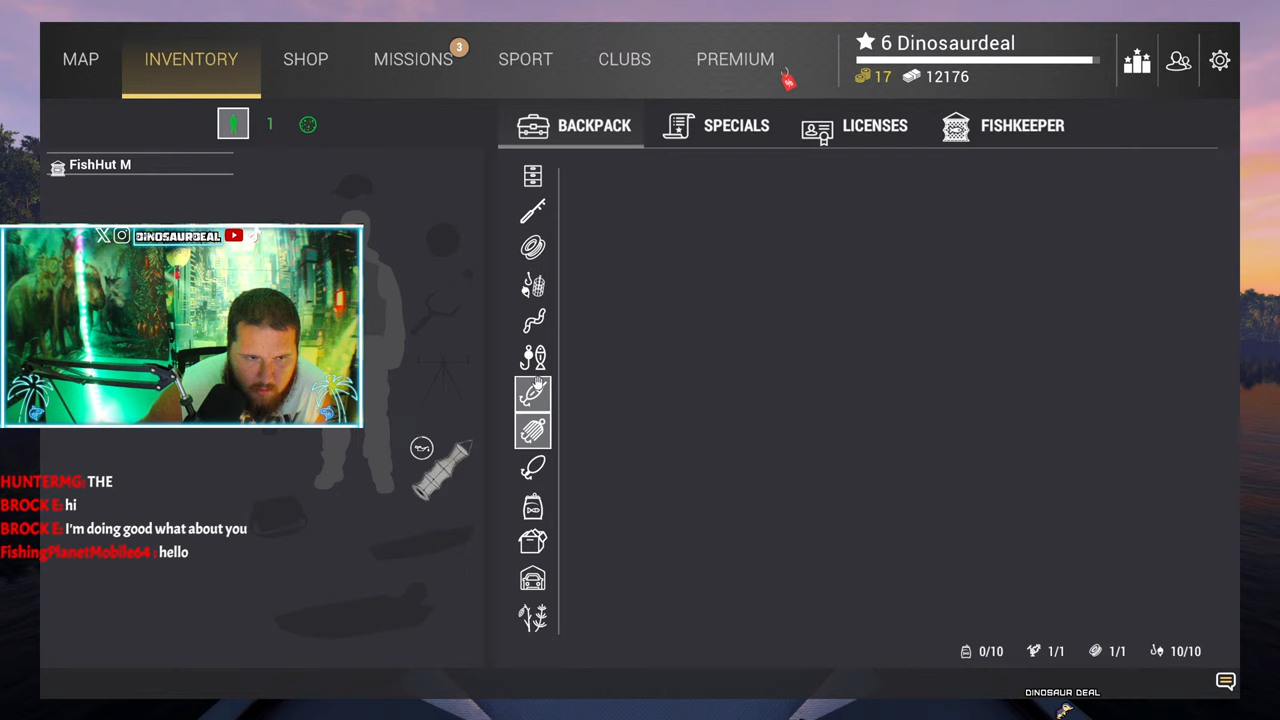 MAP
INVENTORY
SHOP
MISSIONS
3
SPORT
CLUBS
PREMIUM
6 Dinosaurdeal
17
12176
1
BACKPACK
SPECIALS
LICENSES
FISHKEEPER
FishHut M
DINOSAURDEAL
HUNTERMG: THE
BROCK E: hi
BROCK E: I'm doing good what about you
FishingPlanetMobile64 : hello
0/10
1/1
1/1
10/10
DINOSAUR DEAL